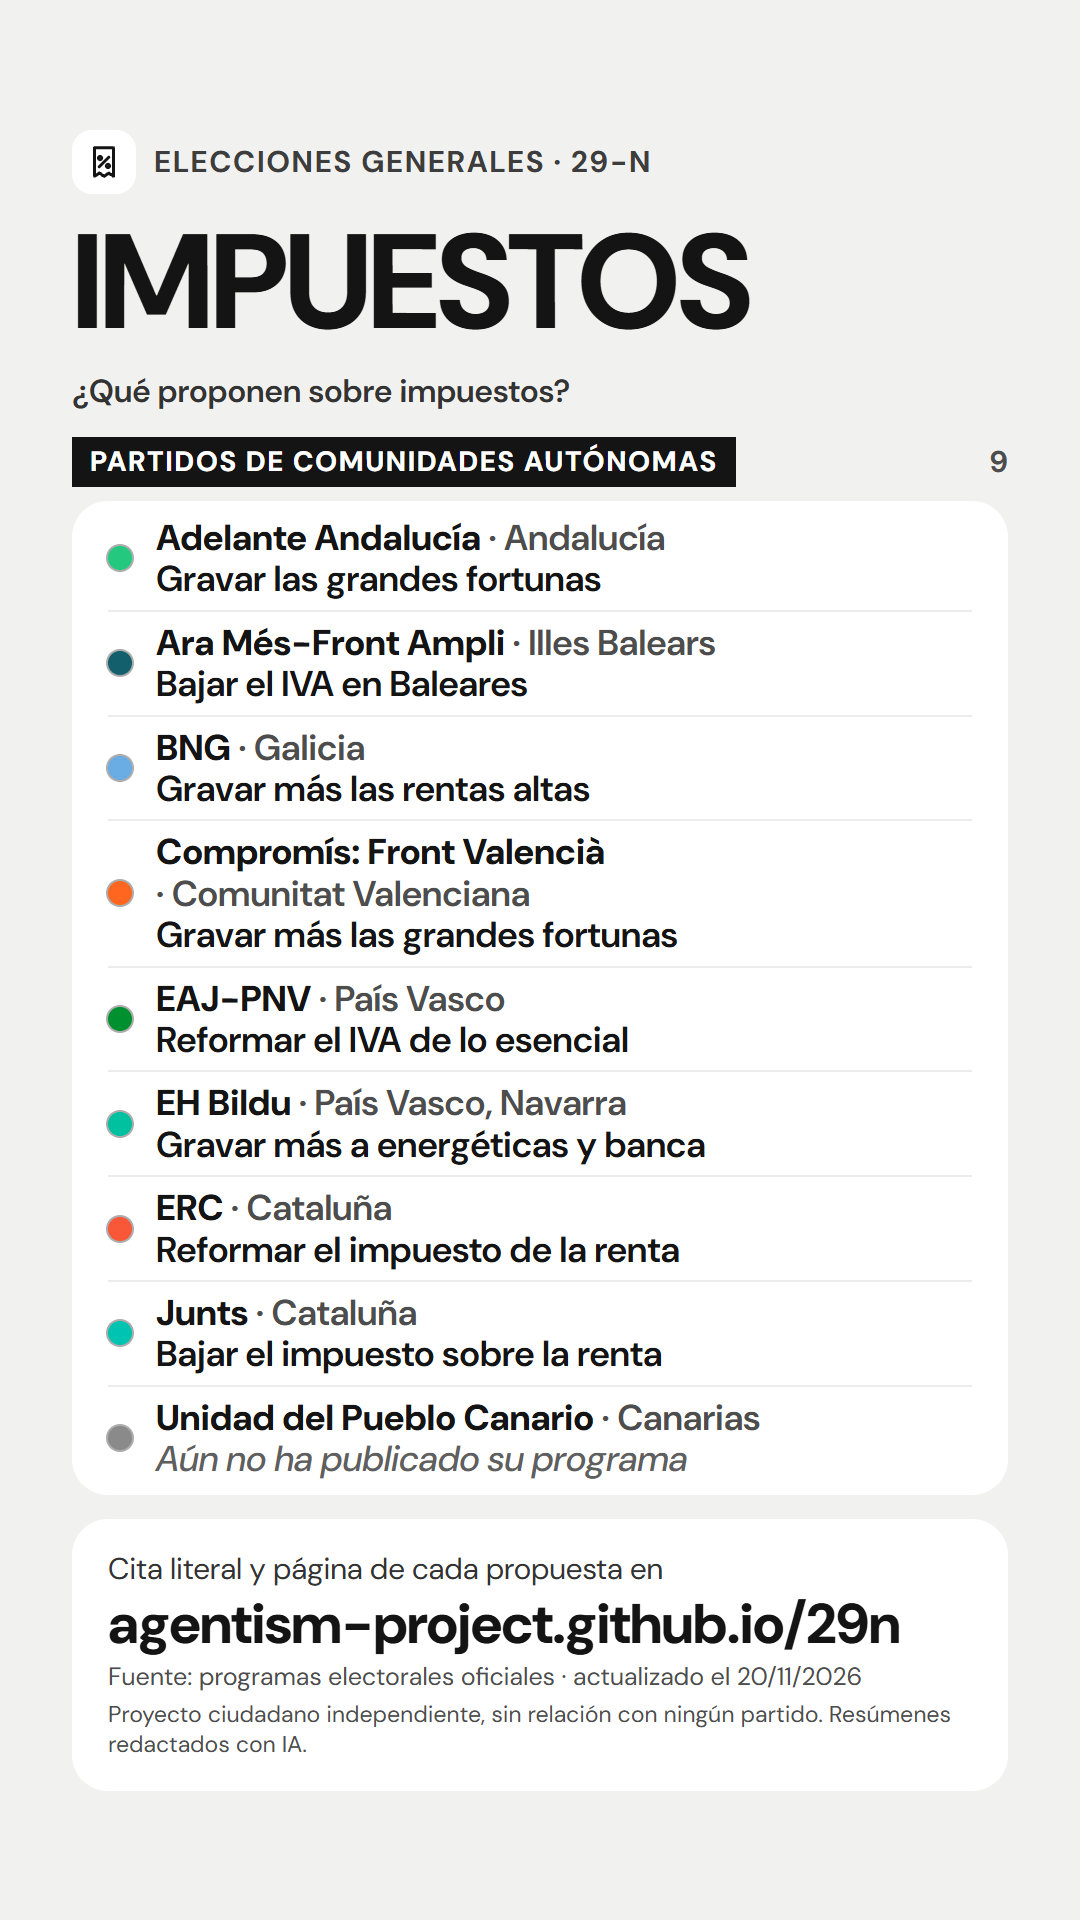 ELECCIONES GENERALES · 29-N
IMPUESTOS
¿Qué proponen sobre impuestos?
PARTIDOS DE COMUNIDADES AUTÓNOMAS 9
Adelante Andalucía · Andalucía
Gravar las grandes fortunas
Ara Més-Front Ampli · Illes Balears
Bajar el IVA en Baleares
BNG · Galicia
Gravar más las rentas altas
Compromís: Front Valencià
· Comunitat Valenciana
Gravar más las grandes fortunas
EAJ-PNV · País Vasco
Reformar el IVA de lo esencial
EH Bildu · País Vasco, Navarra
Gravar más a energéticas y banca
ERC · Cataluña
Reformar el impuesto de la renta
Junts · Cataluña
Bajar el impuesto sobre la renta
Unidad del Pueblo Canario · Canarias
Aún no ha publicado su programa
Cita literal y página de cada propuesta en
agentism-project.github.io/29n
Fuente: programas electorales oficiales · actualizado el 20/11/2026
Proyecto ciudadano independiente, sin relación con ningún partido. Resúmenes
redactados con IA.